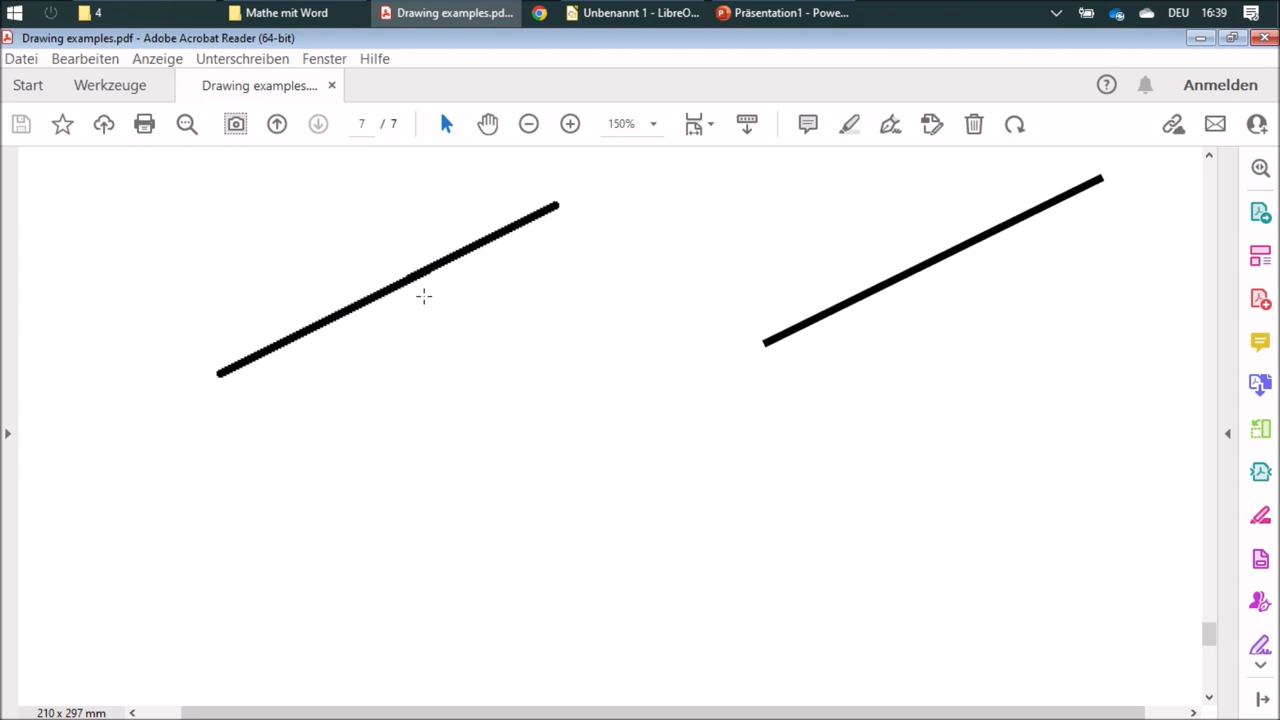 4 Mathe mit Word Drawing examples.pd... Unbenannt 1 - LibreO... Präsentation1 - Powe... DEU 16:39
Drawing examples.pdf - Adobe Acrobat Reader (64-bit)
Datei Bearbeiten Anzeige Unterschreiben Fenster Hilfe
Start Werkzeuge Drawing examples.... Anmelden
7 / 7 150%
210 x 297 mm